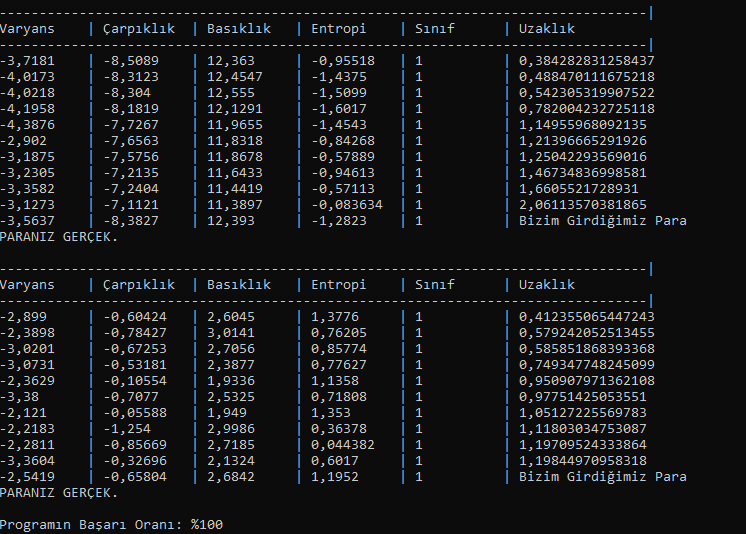 -----------------------------------------------------------------------------------|
Varyans    | Çarpıklık  | Basıklık   | Entropi    | Sınıf      | Uzaklık
-----------------------------------------------------------------------------------|
-3,7181    | -8,5089    | 12,363     | -0,95518   | 1          | 0,384282831258437
-4,0173    | -8,3123    | 12,4547    | -1,4375    | 1          | 0,488470111675218
-4,0218    | -8,304     | 12,555     | -1,5099    | 1          | 0,542305319907522
-4,1958    | -8,1819    | 12,1291    | -1,6017    | 1          | 0,782004232725118
-4,3876    | -7,7267    | 11,9655    | -1,4543    | 1          | 1,14955968092135
-2,902     | -7,6563    | 11,8318    | -0,84268   | 1          | 1,21396665291926
-3,1875    | -7,5756    | 11,8678    | -0,57889   | 1          | 1,25042293569016
-3,2305    | -7,2135    | 11,6433    | -0,94613   | 1          | 1,46734836998581
-3,3582    | -7,2404    | 11,4419    | -0,57113   | 1          | 1,6605521728931
-3,1273    | -7,1121    | 11,3897    | -0,083634  | 1          | 2,06113570381865
-3,5637    | -8,3827    | 12,393     | -1,2823    | 1          | Bizim Girdiğimiz Para
PARANIZ GERÇEK.
-----------------------------------------------------------------------------------|
Varyans    | Çarpıklık  | Basıklık   | Entropi    | Sınıf      | Uzaklık
-----------------------------------------------------------------------------------|
-2,899     | -0,60424   | 2,6045     | 1,3776     | 1          | 0,412355065447243
-2,3898    | -0,78427   | 3,0141     | 0,76205    | 1          | 0,579242052513455
-3,0201    | -0,67253   | 2,7056     | 0,85774    | 1          | 0,585851868393368
-3,0731    | -0,53181   | 2,3877     | 0,77627    | 1          | 0,749347748245099
-2,3629    | -0,10554   | 1,9336     | 1,1358     | 1          | 0,950907971362108
-3,38      | -0,7077    | 2,5325     | 0,71808    | 1          | 0,97751425053551
-2,121     | -0,05588   | 1,949      | 1,353      | 1          | 1,05127225569783
-2,2183    | -1,254     | 2,9986     | 0,36378    | 1          | 1,11803034753087
-2,2811    | -0,85669   | 2,7185     | 0,044382   | 1          | 1,19709524333864
-3,3604    | -0,32696   | 2,1324     | 0,6017     | 1          | 1,19844970958318
-2,5419    | -0,65804   | 2,6842     | 1,1952     | 1          | Bizim Girdiğimiz Para
PARANIZ GERÇEK.
Programın Başarı Oranı: %100